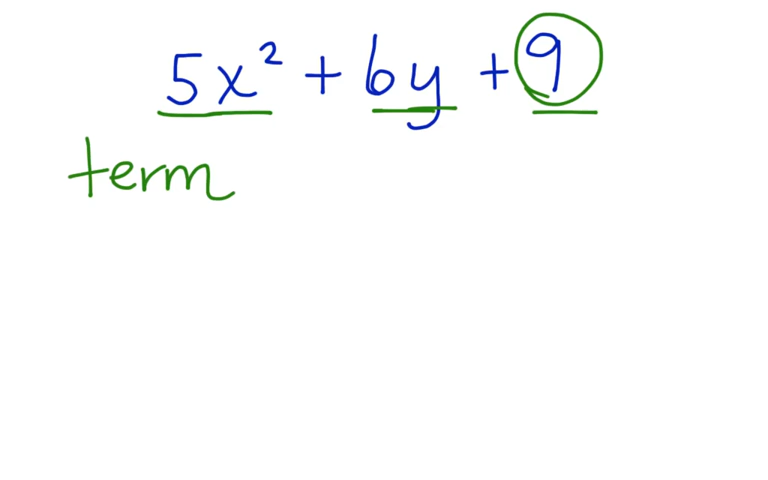 5x² + 6y + 9
term